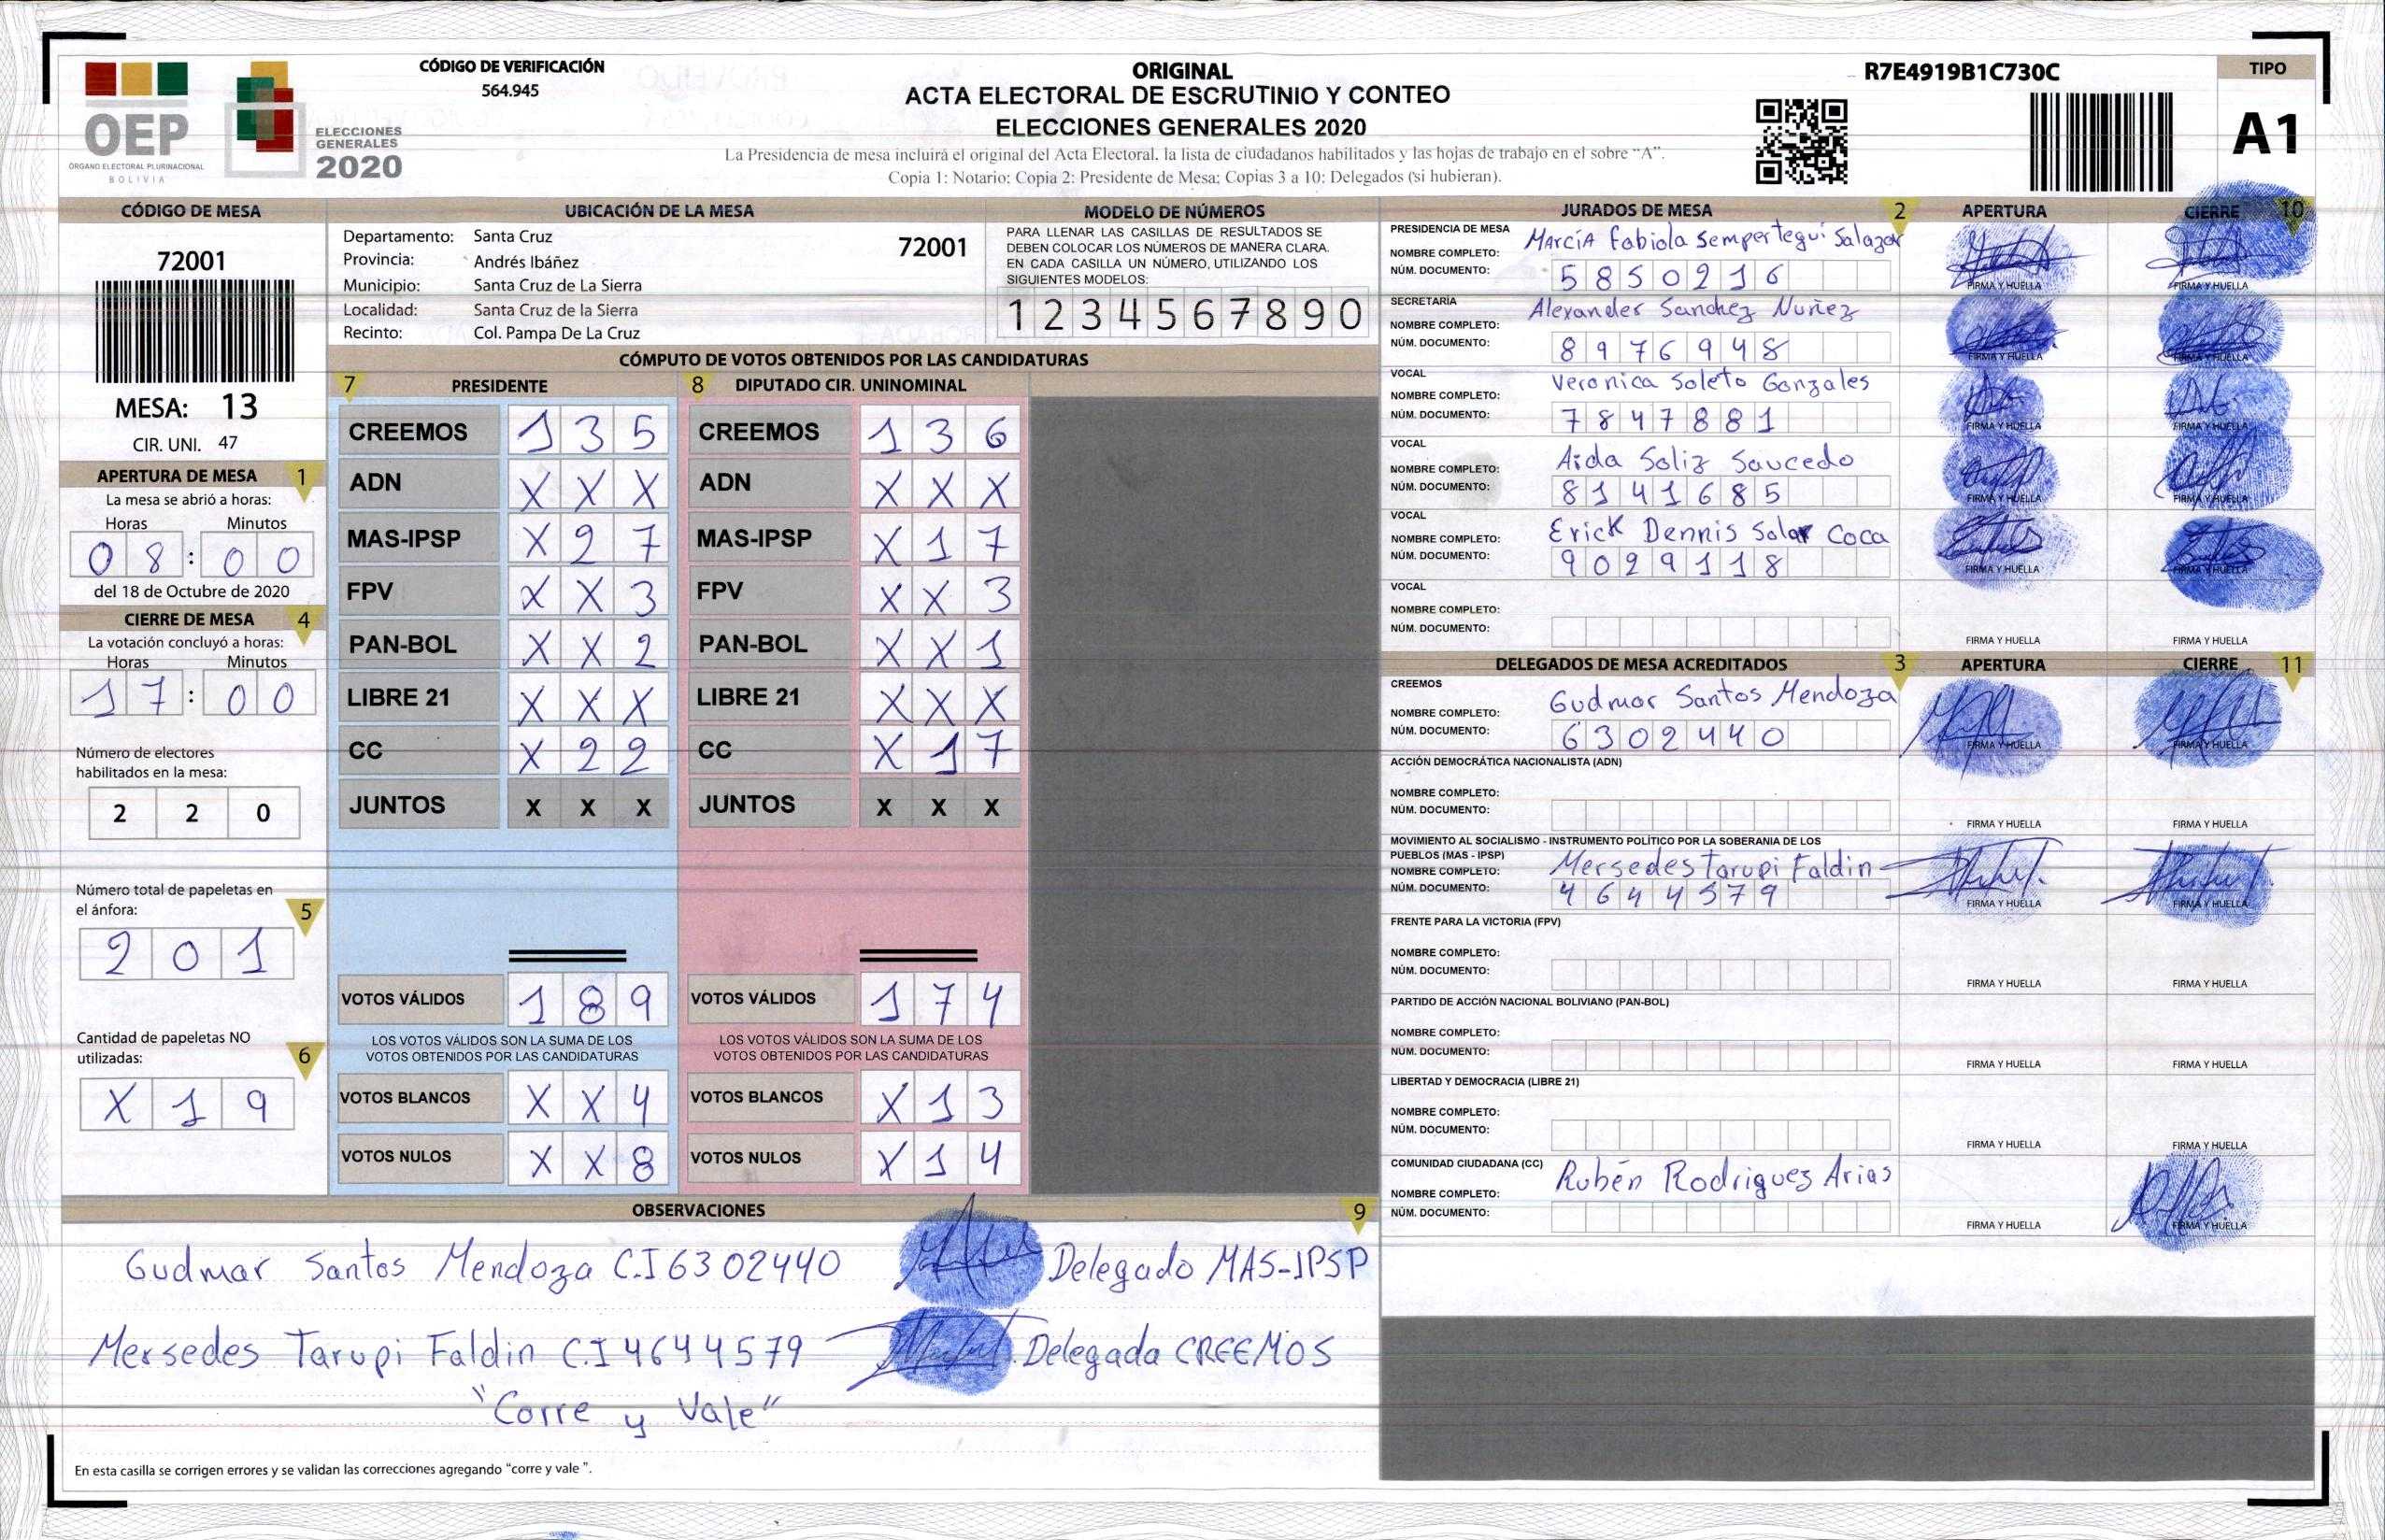 CÓDIGO DE VERIFICACIÓN
564.945
OEP
ÓRGANO ELECTORAL PLURINACIONAL
BOLIVIA
ELECCIONES
GENERALES
2020
ORIGINAL
ACTA ELECTORAL DE ESCRUTINIO Y CONTEO
ELECCIONES GENERALES 2020
La Presidencia de mesa incluirá el original del Acta Electoral, la lista de ciudadanos habilitados y las hojas de trabajo en el sobre "A".
Copia 1: Notario; Copia 2: Presidente de Mesa; Copias 3 a 10: Delegados (si hubieran).
R7E4919B1C730C
TIPO
A1
CÓDIGO DE MESA
72001
MESA: 13
CIR. UNI. 47
APERTURA DE MESA 1
La mesa se abrió a horas:
Horas Minutos
0 8 : 0 0
del 18 de Octubre de 2020
CIERRE DE MESA 4
La votación concluyó a horas:
Horas Minutos
1 7 : 0 0
Número de electores
habilitados en la mesa:
2 2 0
Número total de papeletas en
el ánfora: 5
2 0 1
Cantidad de papeletas NO
utilizadas: 6
X 1 9
UBICACIÓN DE LA MESA
Departamento: Santa Cruz 72001
Provincia: Andrés Ibáñez
Municipio: Santa Cruz de La Sierra
Localidad: Santa Cruz de la Sierra
Recinto: Col. Pampa De La Cruz
MODELO DE NÚMEROS
PARA LLENAR LAS CASILLAS DE RESULTADOS SE
DEBEN COLOCAR LOS NÚMEROS DE MANERA CLARA.
EN CADA CASILLA UN NÚMERO, UTILIZANDO LOS
SIGUIENTES MODELOS:
1 2 3 4 5 6 7 8 9 0
CÓMPUTO DE VOTOS OBTENIDOS POR LAS CANDIDATURAS
7 PRESIDENTE 8 DIPUTADO CIR. UNINOMINAL
CREEMOS 1 3 5 CREEMOS 1 3 6
ADN X X X ADN X X X
MAS-IPSP X 2 7 MAS-IPSP X 1 7
FPV X X 3 FPV X X 3
PAN-BOL X X 2 PAN-BOL X X 1
LIBRE 21 X X X LIBRE 21 X X X
CC X 2 2 CC X 1 7
JUNTOS X X X JUNTOS X X X
VOTOS VÁLIDOS 1 8 9 VOTOS VÁLIDOS 1 7 4
LOS VOTOS VÁLIDOS SON LA SUMA DE LOS LOS VOTOS VÁLIDOS SON LA SUMA DE LOS
VOTOS OBTENIDOS POR LAS CANDIDATURAS VOTOS OBTENIDOS POR LAS CANDIDATURAS
VOTOS BLANCOS X X 4 VOTOS BLANCOS X 1 3
VOTOS NULOS X X 8 VOTOS NULOS X 1 4
JURADOS DE MESA 2 APERTURA CIERRE 10
PRESIDENCIA DE MESA
NOMBRE COMPLETO: MArcíA fabiola Sempertegui Salazar
NÚM. DOCUMENTO: 5 8 5 0 2 1 6
FIRMA Y HUELLA FIRMA Y HUELLA
SECRETARÍA
NOMBRE COMPLETO: Alexander Sanchez Nuñez
NÚM. DOCUMENTO: 8 9 7 6 9 4 8
FIRMA Y HUELLA FIRMA Y HUELLA
VOCAL
NOMBRE COMPLETO: Veronica Soleto Gonzales
NÚM. DOCUMENTO: 7 8 4 7 8 8 1
FIRMA Y HUELLA FIRMA Y HUELLA
VOCAL
NOMBRE COMPLETO: Aida Soliz Saucedo
NÚM. DOCUMENTO: 8 1 4 1 6 8 5
FIRMA Y HUELLA FIRMA Y HUELLA
VOCAL
NOMBRE COMPLETO: Erick Dennis Solar Coca
NÚM. DOCUMENTO: 9 0 2 9 1 1 8
FIRMA Y HUELLA FIRMA Y HUELLA
VOCAL
NOMBRE COMPLETO:
NÚM. DOCUMENTO:
FIRMA Y HUELLA FIRMA Y HUELLA
DELEGADOS DE MESA ACREDITADOS 3 APERTURA CIERRE 11
CREEMOS
NOMBRE COMPLETO: Gudmar Santos Mendoza
NÚM. DOCUMENTO: 6 3 0 2 4 4 0
FIRMA Y HUELLA FIRMA Y HUELLA
ACCIÓN DEMOCRÁTICA NACIONALISTA (ADN)
NOMBRE COMPLETO:
NÚM. DOCUMENTO:
FIRMA Y HUELLA FIRMA Y HUELLA
MOVIMIENTO AL SOCIALISMO - INSTRUMENTO POLÍTICO POR LA SOBERANIA DE LOS
PUEBLOS (MAS - IPSP)
NOMBRE COMPLETO: Mersedes Tarupi Faldin
NÚM. DOCUMENTO: 4 6 4 4 5 7 9
FIRMA Y HUELLA FIRMA Y HUELLA
FRENTE PARA LA VICTORIA (FPV)
NOMBRE COMPLETO:
NÚM. DOCUMENTO:
FIRMA Y HUELLA FIRMA Y HUELLA
PARTIDO DE ACCIÓN NACIONAL BOLIVIANO (PAN-BOL)
NOMBRE COMPLETO:
NÚM. DOCUMENTO:
FIRMA Y HUELLA FIRMA Y HUELLA
LIBERTAD Y DEMOCRACIA (LIBRE 21)
NOMBRE COMPLETO:
NÚM. DOCUMENTO:
FIRMA Y HUELLA FIRMA Y HUELLA
COMUNIDAD CIUDADANA (CC)
NOMBRE COMPLETO: Rubén Rodriguez Arias
NÚM. DOCUMENTO:
FIRMA Y HUELLA FIRMA Y HUELLA
OBSERVACIONES 9
Gudmar Santos Mendoza C.I 6302440 Delegado MAS-IPSP
Mersedes Tarupi Faldin C.I 4644579 Delegada CREEMOS
"Corre y Vale"
En esta casilla se corrigen errores y se validan las correcciones agregando "corre y vale ".